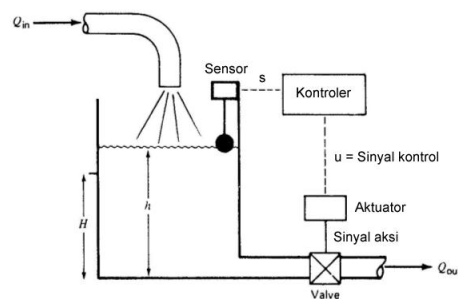 Q_in
Sensor
s
Kontroler
u = Sinyal kontrol
h
H
Aktuator
Sinyal aksi
Q_ou
Valve